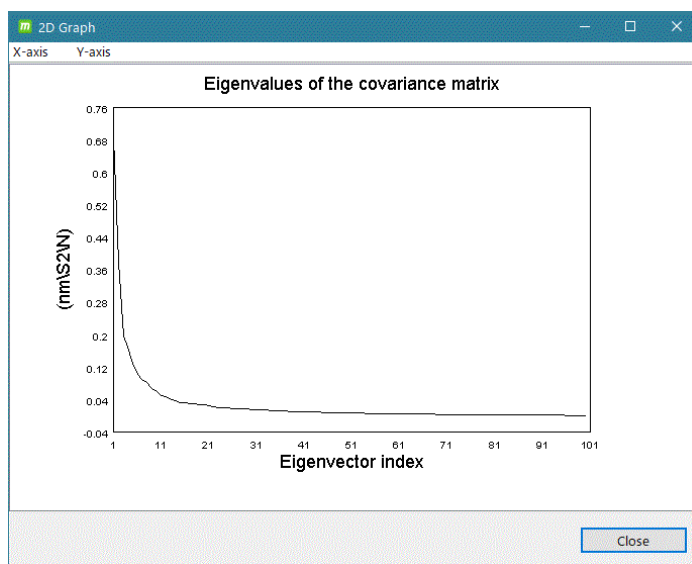 m 2D Graph
X-axis Y-axis
Eigenvalues of the covariance matrix
0.76
0.68
0.6
0.52
0.44
0.36
0.28
0.2
0.12
0.04
-0.04
(nm\S2\N)
1 11 21 31 41 51 61 71 81 91 101
Eigenvector index
Close